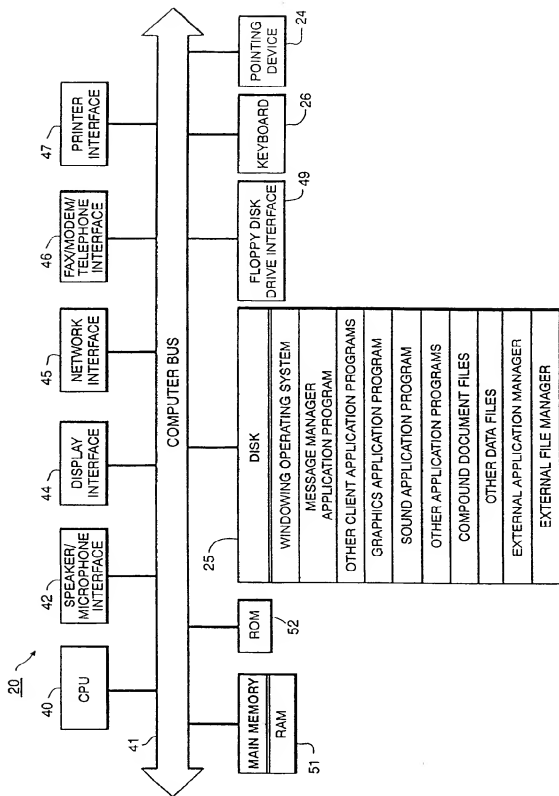 20
40
CPU
42
SPEAKER/
MICROPHONE
INTERFACE
44
DISPLAY
INTERFACE
45
NETWORK
INTERFACE
46
FAX/MODEM/
TELEPHONE
INTERFACE
47
PRINTER
INTERFACE
41
COMPUTER BUS
MAIN MEMORY
RAM
51
ROM
52
25
DISK
WINDOWING OPERATING SYSTEM
MESSAGE MANAGER
APPLICATION PROGRAM
OTHER CLIENT APPLICATION PROGRAMS
GRAPHICS APPLICATION PROGRAM
SOUND APPLICATION PROGRAM
OTHER APPLICATION PROGRAMS
COMPOUND DOCUMENT FILES
OTHER DATA FILES
EXTERNAL APPLICATION MANAGER
EXTERNAL FILE MANAGER
FLOPPY DISK
DRIVE INTERFACE
49
KEYBOARD
26
POINTING
DEVICE
24